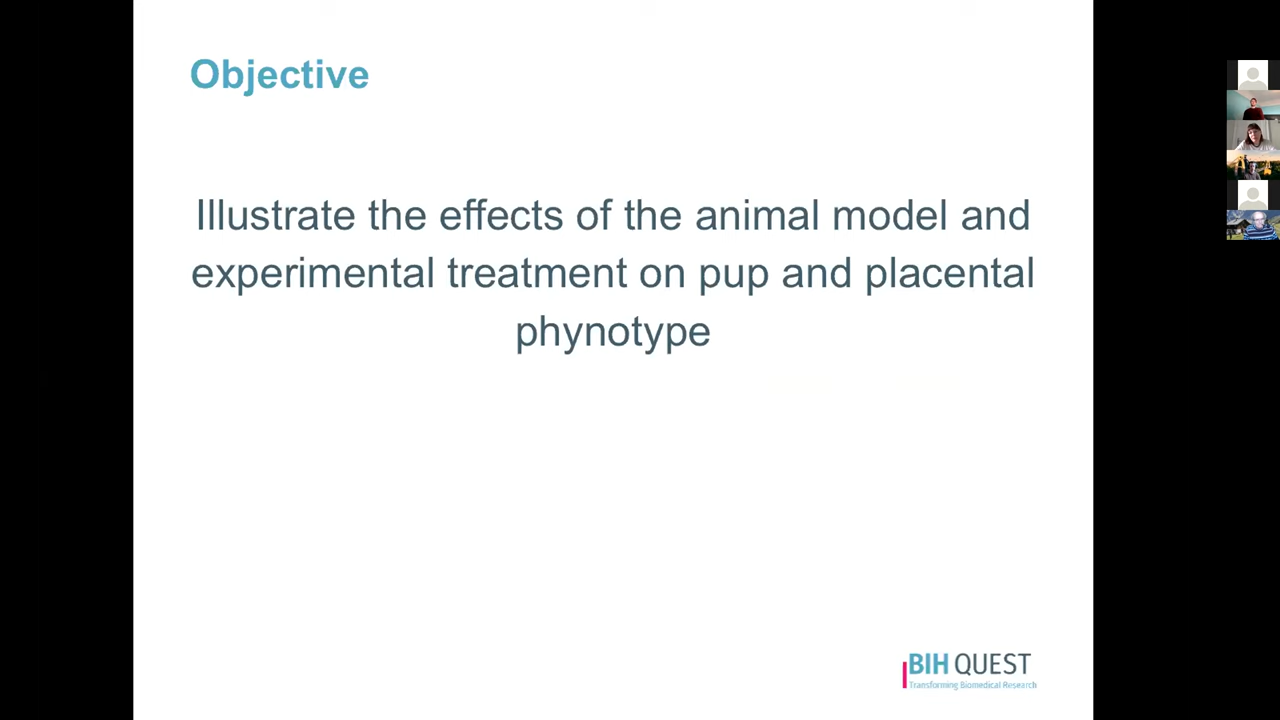 Objective
Illustrate the effects of the animal model and
experimental treatment on pup and placental
phynotype
BIH QUEST
Transforming Biomedical Research